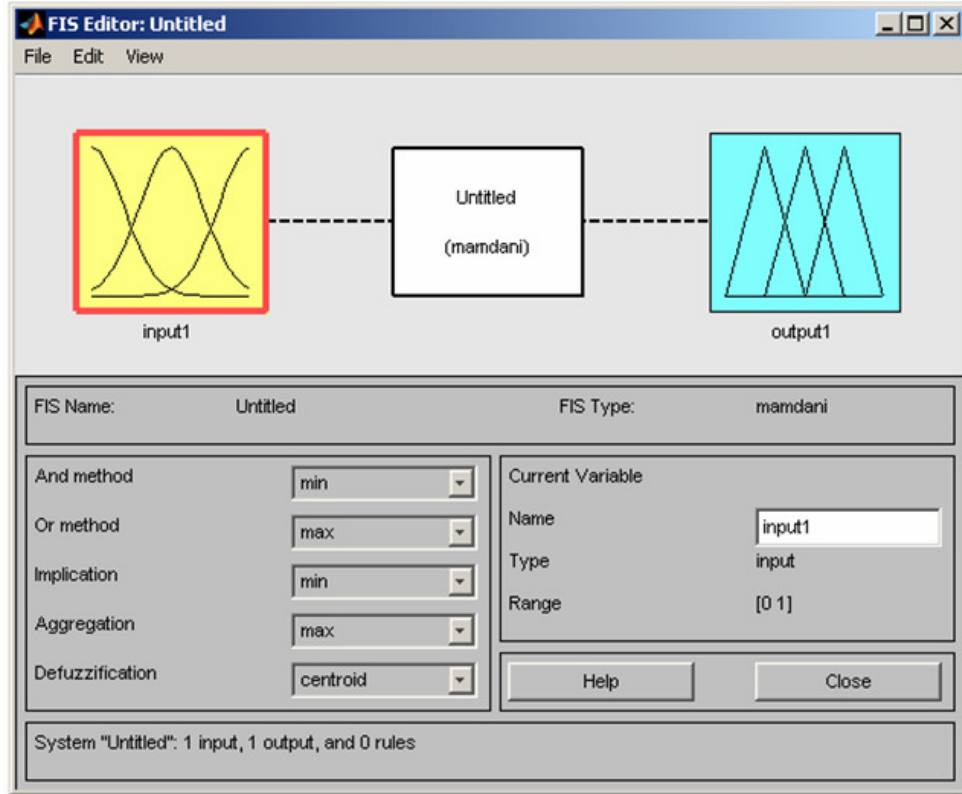 FIS Editor: Untitled
File Edit View
Untitled
(mamdani)
input1
output1
FIS Name: Untitled
FIS Type: mamdani
And method min
Or method max
Implication min
Aggregation max
Defuzzification centroid
Current Variable
Name input1
Type input
Range [0 1]
Help
Close
System "Untitled": 1 input, 1 output, and 0 rules